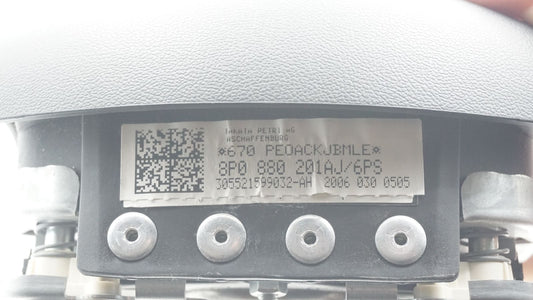 TAKATA PETRI AG
ASCHAFFENBURG
*670 PEOACKJBMLE*
8P0 880 201AJ/6PS
305521599032-AH 2006 030 0505